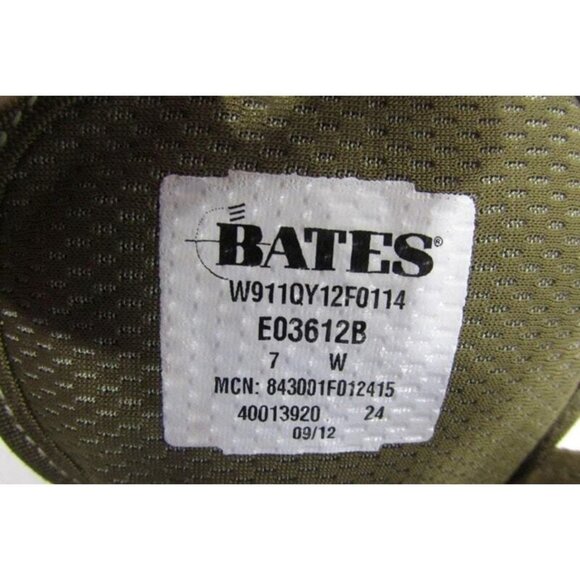 BATES®
W911QY12F0114
E03612B
7 W
MCN: 843001F012415
40013920 24
09/12